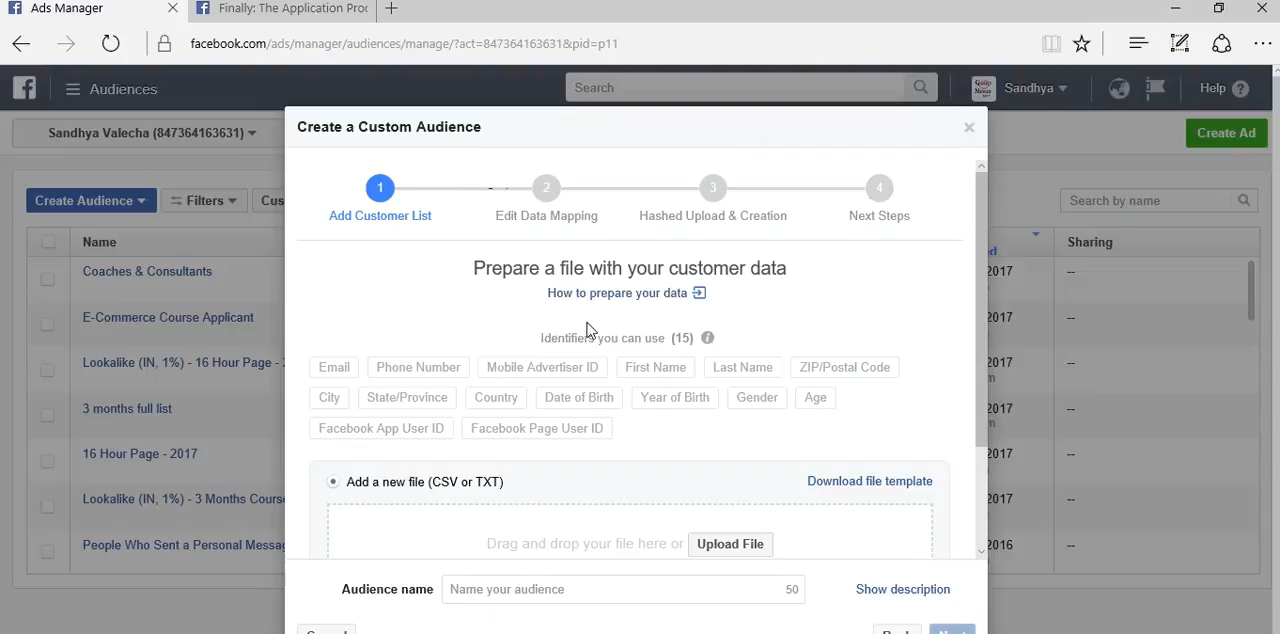 Ads Manager
Finally: The Application Proc
facebook.com/ads/manager/audiences/manage/?act=847364163631&pid=p11
Audiences
Search
Sandhya
Help
Sandhya Valecha (847364163631)
Create Ad
Create a Custom Audience
1 2 3 4
Add Customer List Edit Data Mapping Hashed Upload & Creation Next Steps
Create Audience Filters Cus
Search by name
Name
Sharing
Prepare a file with your customer data
How to prepare your data
Coaches & Consultants 2017 --
E-Commerce Course Applicant 2017 --
Identifiers you can use (15)
Lookalike (IN, 1%) - 16 Hour Page - 2017 --
Email Phone Number Mobile Advertiser ID First Name Last Name ZIP/Postal Code
City State/Province Country Date of Birth Year of Birth Gender Age
3 months full list 2017 --
Facebook App User ID Facebook Page User ID
16 Hour Page - 2017 2017 --
Add a new file (CSV or TXT) Download file template
Lookalike (IN, 1%) - 3 Months Course 2017 --
Drag and drop your file here or Upload File
People Who Sent a Personal Messag 2016 --
Audience name Name your audience 50 Show description